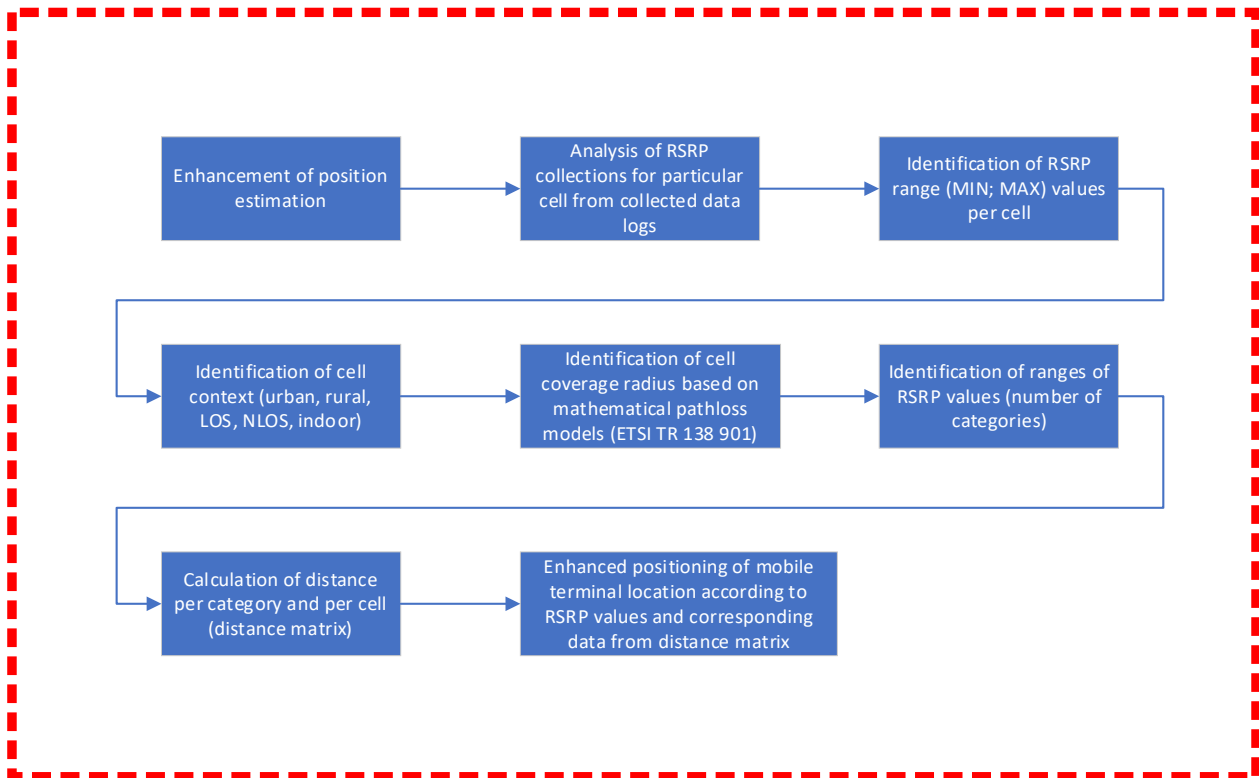 Enhancement of position
estimation
Analysis of RSRP
collections for particular
cell from collected data
logs
Identification of RSRP
range (MIN; MAX) values
per cell
Identification of cell
context (urban, rural,
LOS, NLOS, indoor)
Identification of cell
coverage radius based on
mathematical pathloss
models (ETSI TR 138 901)
Identification of ranges of
RSRP values (number of
categories)
Calculation of distance
per category and per cell
(distance matrix)
Enhanced positioning of mobile
terminal location according to
RSRP values and corresponding
data from distance matrix